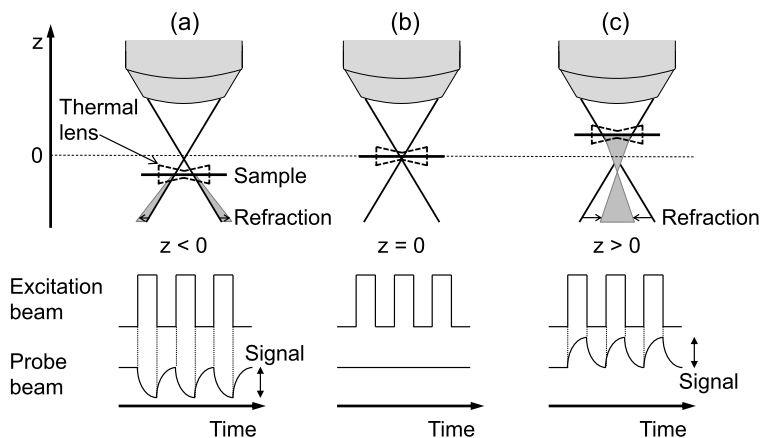 (a) (b) (c)
z
Thermal
lens
0
Sample
Refraction
Refraction
z < 0 z = 0 z > 0
Excitation
beam
Signal
Probe
beam
Signal
Time Time Time